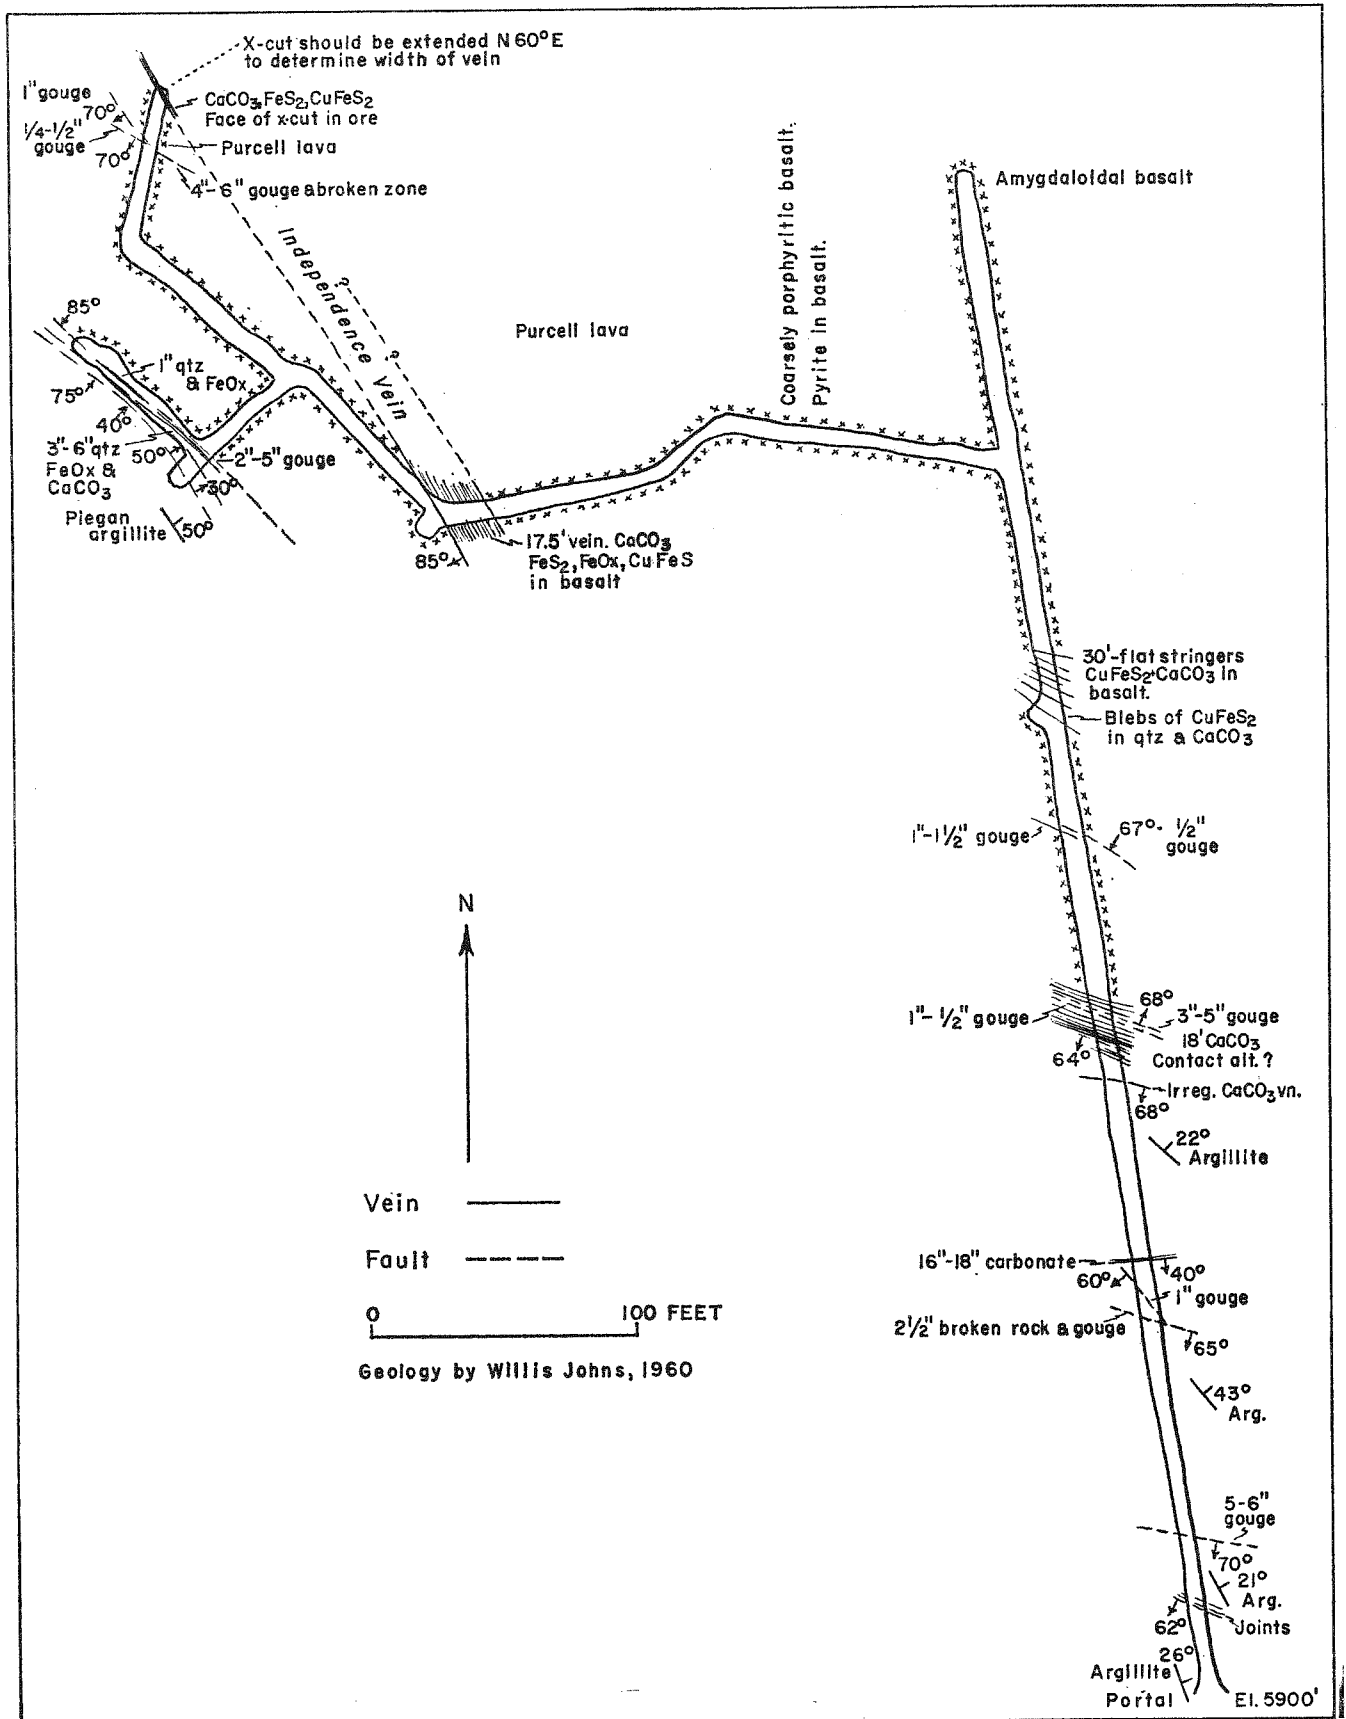 X-cut should be extended N 60° E
to determine width of vein
1" gouge
70°
1/4-1/2"
gouge
70°
CaCO3, FeS2, CuFeS2
Face of x-cut in ore
Purcell lava
4"-6" gouge & broken zone
Independence Vein
?
?
Purcell lava
Coarsely porphyritic basalt.
Pyrite in basalt.
Amygdaloidal basalt
85°
1" qtz
& FeOx
75°
40°
3"-6" qtz
FeOx &
CaCO3
50°
2"-5" gouge
30°
Piegan
argillite
50°
85°
17.5' vein. CaCO3
FeS2, FeOx, CuFeS
in basalt
30'-flat stringers
CuFeS2+CaCO3 in
basalt.
Blebs of CuFeS2
in qtz & CaCO3
1"-1 1/2" gouge
67°- 1/2"
gouge
N
1"- 1/2" gouge
68°
3"-5" gouge
18' CaCO3
Contact alt. ?
64°
Irreg. CaCO3 vn.
68°
22°
Argillite
Vein
Fault
0 100 FEET
Geology by Willis Johns, 1960
16"-18" carbonate
60°
40°
1" gouge
2 1/2" broken rock & gouge
65°
43°
Arg.
5-6"
gouge
70°
21°
Arg.
62°
Joints
26°
Argillite
Portal
El. 5900'